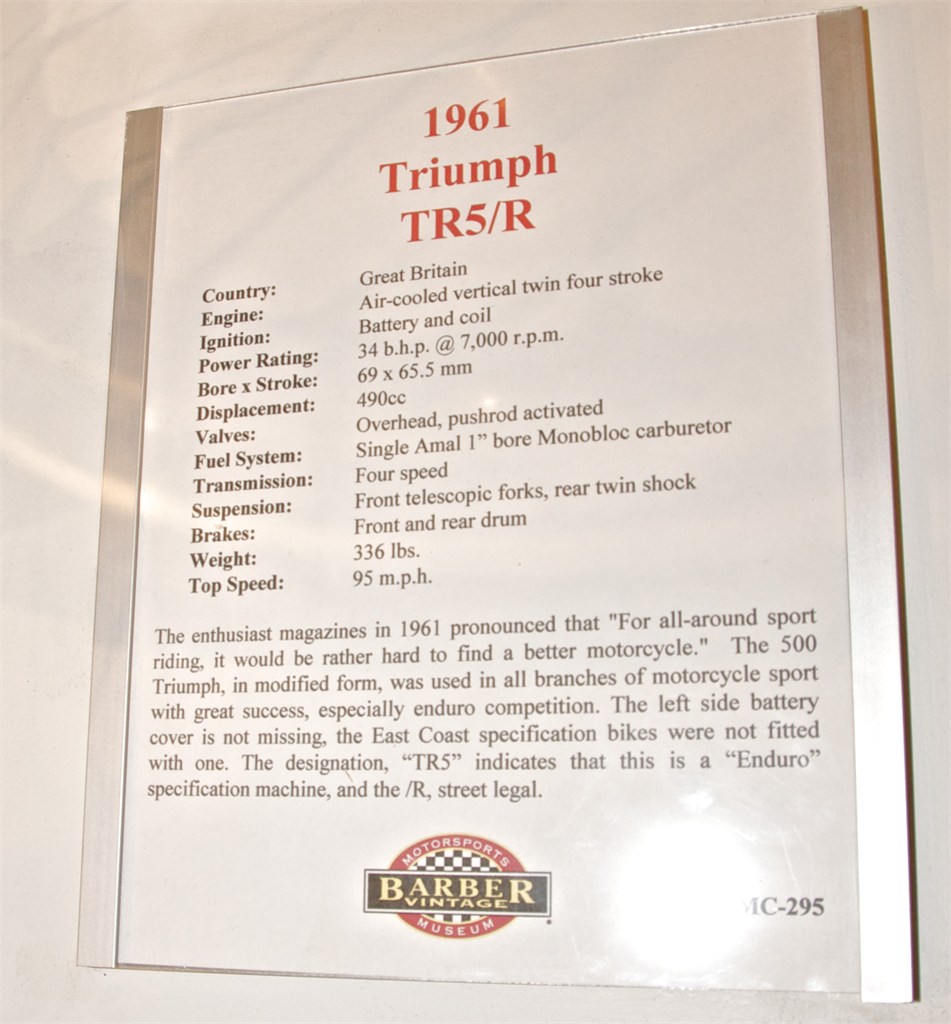 1961
Triumph
TR5/R
Country: Great Britain
Engine: Air-cooled vertical twin four stroke
Ignition: Battery and coil
Power Rating: 34 b.h.p. @ 7,000 r.p.m.
Bore x Stroke: 69 x 65.5 mm
Displacement: 490cc
Valves: Overhead, pushrod activated
Fuel System: Single Amal 1” bore Monobloc carburetor
Transmission: Four speed
Suspension: Front telescopic forks, rear twin shock
Brakes: Front and rear drum
Weight: 336 lbs.
Top Speed: 95 m.p.h.
The enthusiast magazines in 1961 pronounced that "For all-around sport
riding, it would be rather hard to find a better motorcycle." The 500
Triumph, in modified form, was used in all branches of motorcycle sport
with great success, especially enduro competition. The left side battery
cover is not missing, the East Coast specification bikes were not fitted
with one. The designation, “TR5” indicates that this is a “Enduro”
specification machine, and the /R, street legal.
MOTORSPORTS
BARBER
VINTAGE
MUSEUM
MC-295